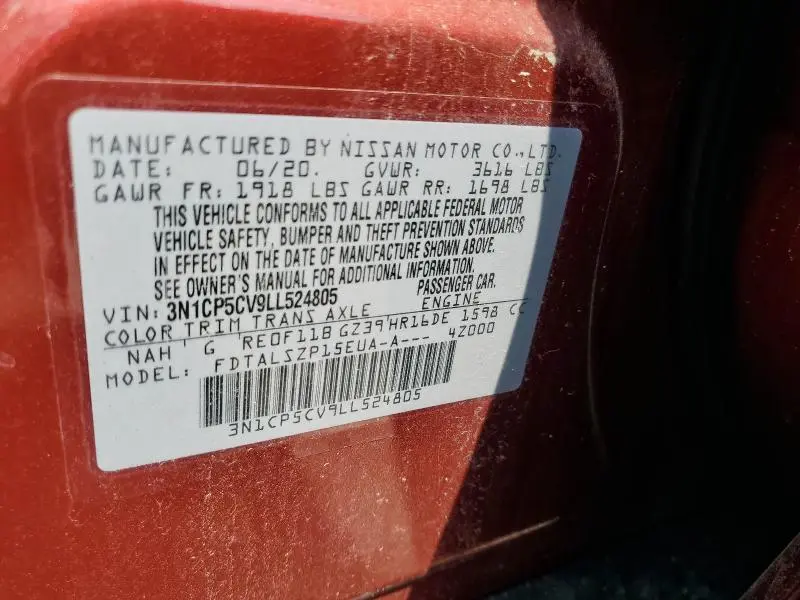 MANUFACTURED BY NISSAN MOTOR CO.,LTD.
DATE: 06/20. GVWR: 3616 LBS
GAWR FR: 1918 LBS GAWR RR: 1698 LBS
THIS VEHICLE CONFORMS TO ALL APPLICABLE FEDERAL MOTOR
VEHICLE SAFETY, BUMPER AND THEFT PREVENTION STANDARDS
IN EFFECT ON THE DATE OF MANUFACTURE SHOWN ABOVE.
SEE OWNER'S MANUAL FOR ADDITIONAL INFORMATION.
VIN: 3N1CP5CV9LL524805 PASSENGER CAR.
COLOR TRIM TRANS AXLE ENGINE
NAH G RE0F11B GZ39 HR16DE 1598 CC
MODEL: FDTALSZP15EUA-A--- 4Z000
3N1CP5CV9LL524805